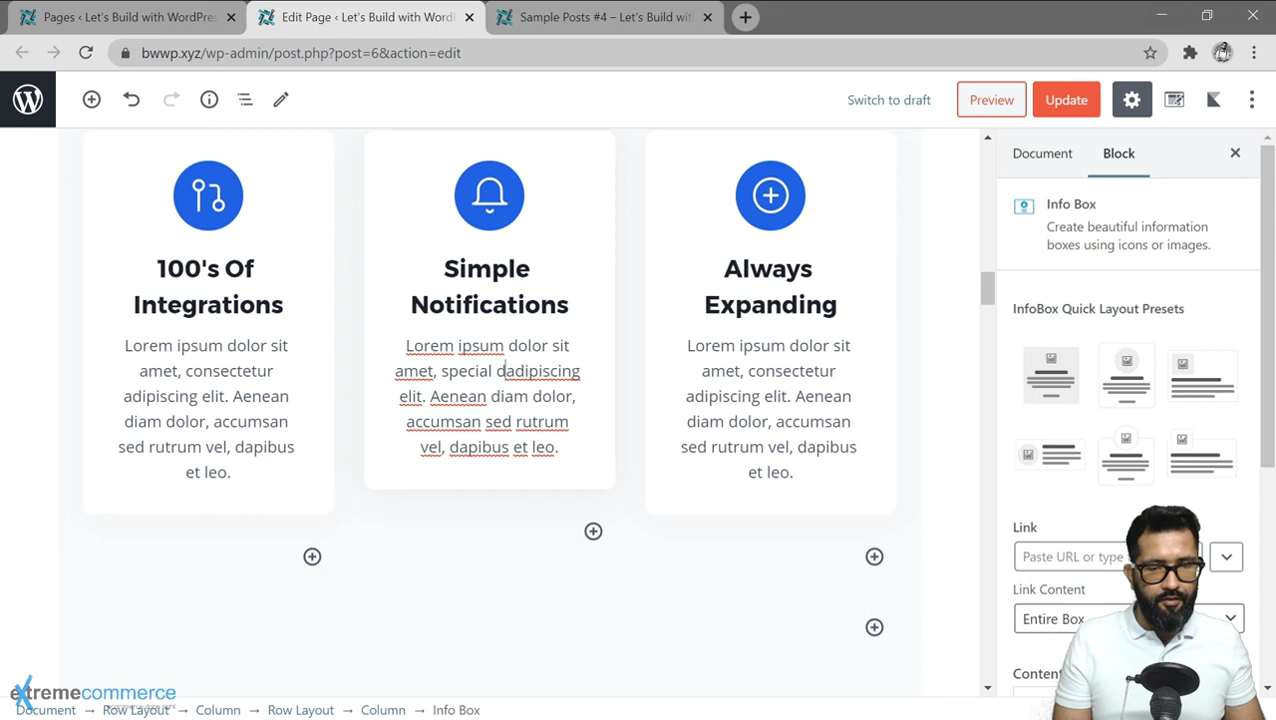 Pages ‹ Let's Build with WordPres
Edit Page ‹ Let's Build with WordP
Sample Posts #4 – Let's Build wit
bwwp.xyz/wp-admin/post.php?post=6&action=edit
Switch to draft
Preview
Update
Document
Block
Info Box
Create beautiful information
boxes using icons or images.
InfoBox Quick Layout Presets
100's Of
Integrations
Lorem ipsum dolor sit
amet, consectetur
adipiscing elit. Aenean
diam dolor, accumsan
sed rutrum vel, dapibus
et leo.
Simple
Notifications
Lorem ipsum dolor sit
amet, special dadipiscing
elit. Aenean diam dolor,
accumsan sed rutrum
vel, dapibus et leo.
Always
Expanding
Lorem ipsum dolor sit
amet, consectetur
adipiscing elit. Aenean
diam dolor, accumsan
sed rutrum vel, dapibus
et leo.
Link
Paste URL or type
Link Content
Entire Box
Content
extremecommerce
Document → Row Layout → Column → Row Layout → Column → Info Box